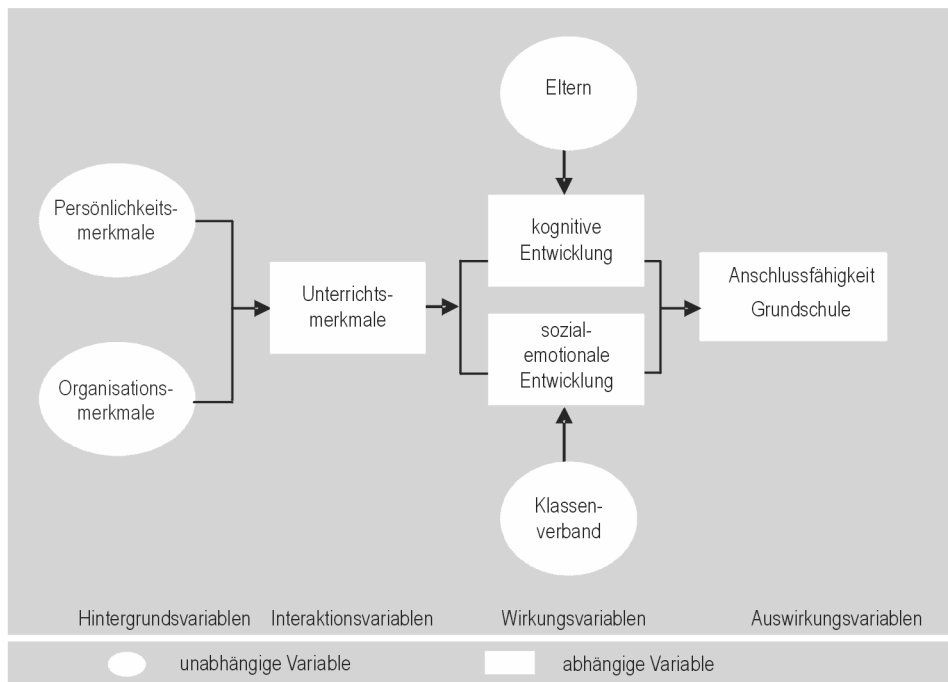 Eltern
Persönlichkeits-
merkmale
kognitive
Entwicklung
Unterrichts-
merkmale
Anschlussfähigkeit
Grundschule
sozial-
emotionale
Entwicklung
Organisations-
merkmale
Klassen-
verband
Hintergrundsvariablen Interaktionsvariablen Wirkungsvariablen Auswirkungsvariablen
unabhängige Variable abhängige Variable